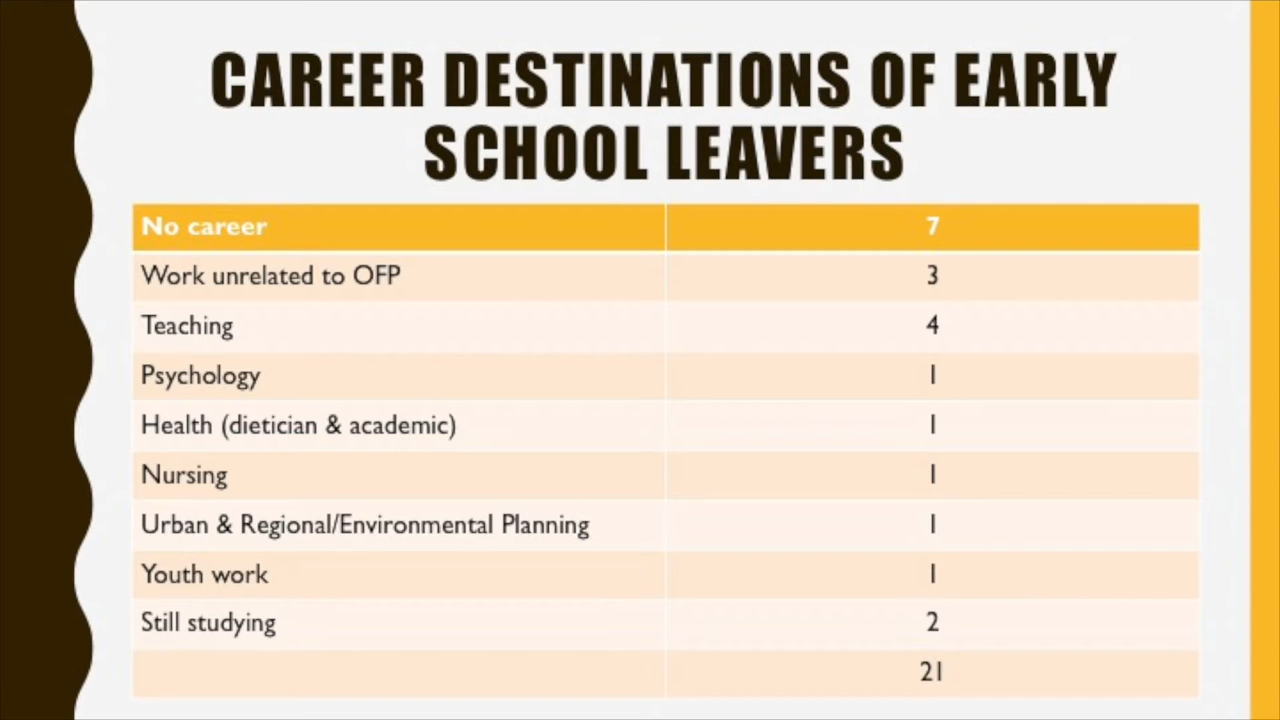 CAREER DESTINATIONS OF EARLY
SCHOOL LEAVERS
No career 7
Work unrelated to OFP 3
Teaching 4
Psychology 1
Health (dietician & academic) 1
Nursing 1
Urban & Regional/Environmental Planning 1
Youth work 1
Still studying 2
21